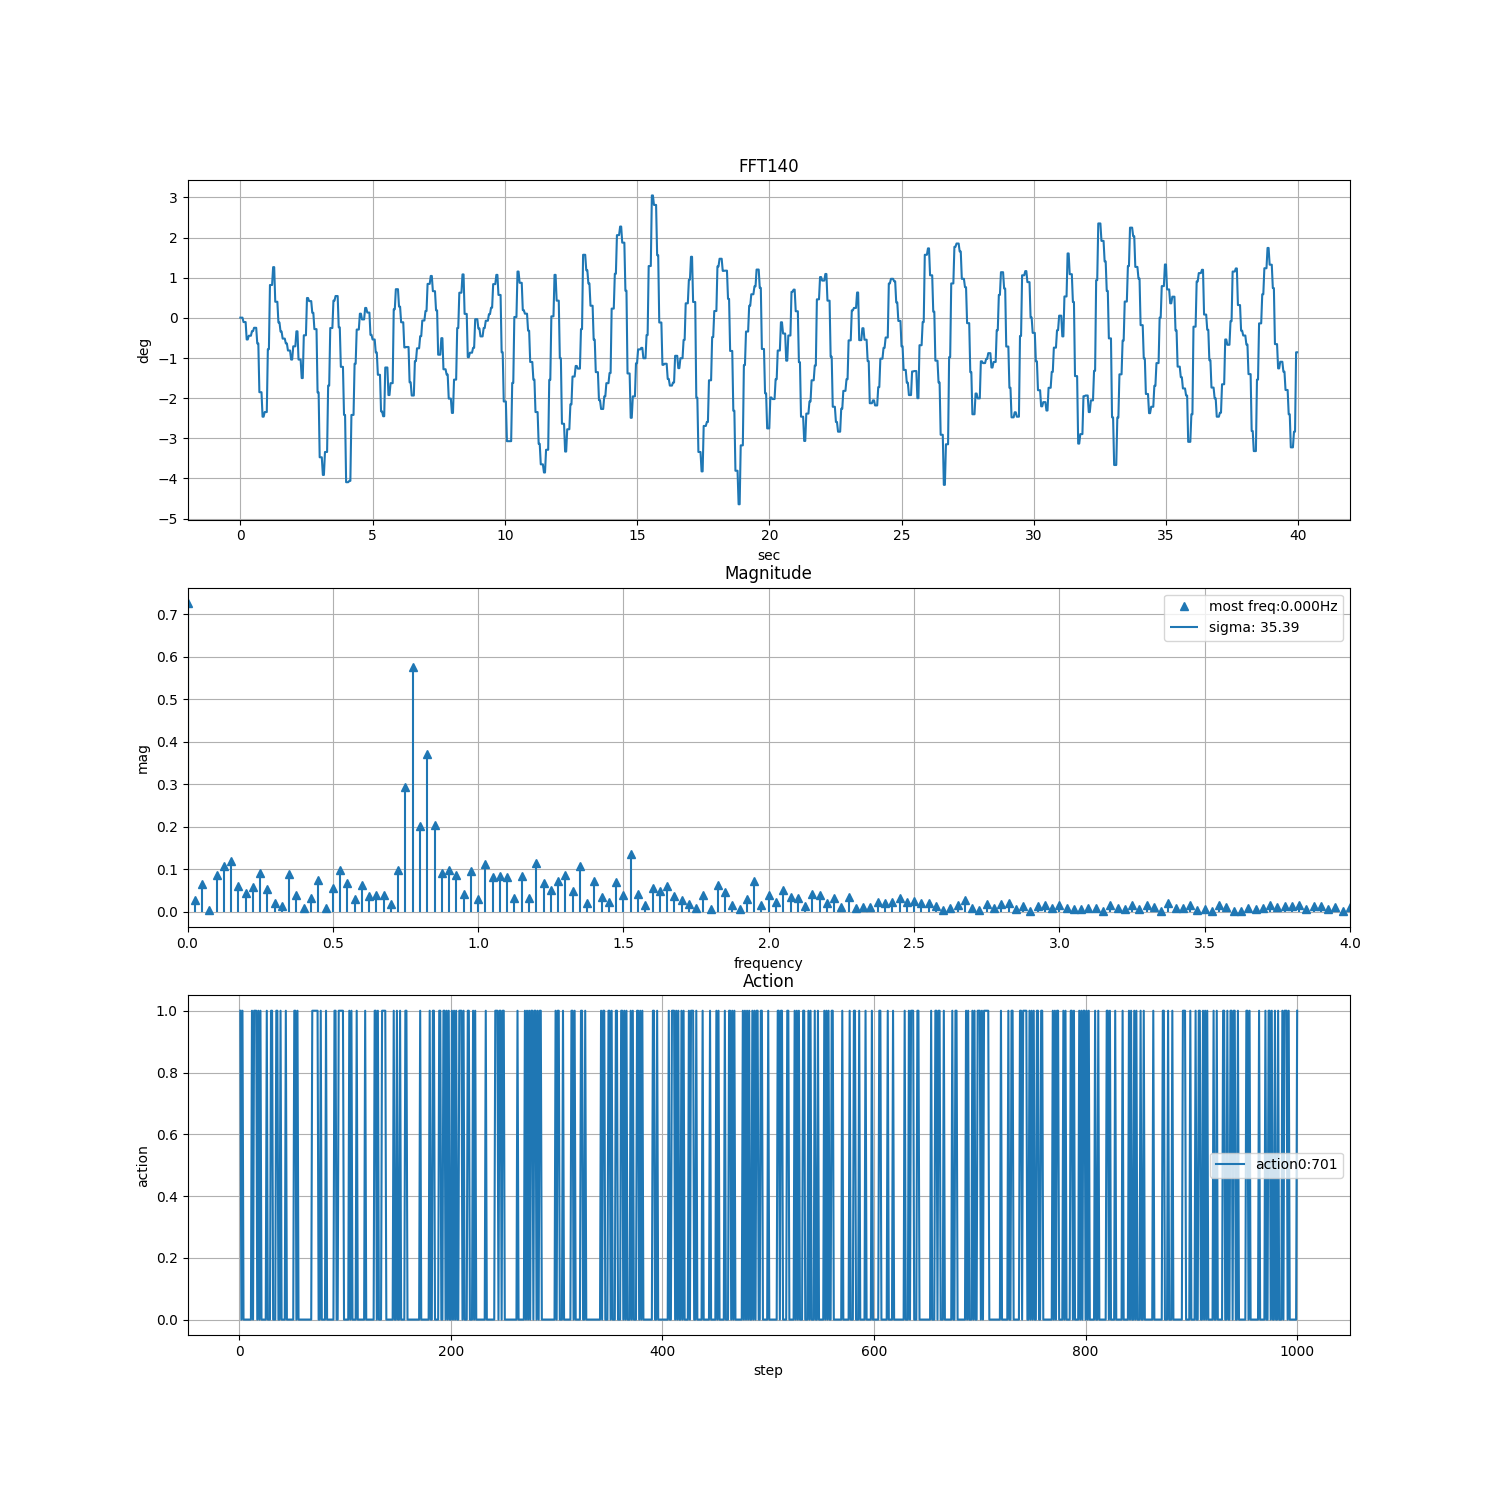 FFT140
3
2
1
0
−1
−2
−3
−4
−5
deg
0 5 10 15 20 25 30 35 40
sec
Magnitude
0.7
0.6
0.5
0.4
0.3
0.2
0.1
0.0
mag
most freq:0.000Hz
sigma: 35.39
0.0 0.5 1.0 1.5 2.0 2.5 3.0 3.5 4.0
frequency
Action
1.0
0.8
0.6
0.4
0.2
0.0
action
action0:701
0 200 400 600 800 1000
step